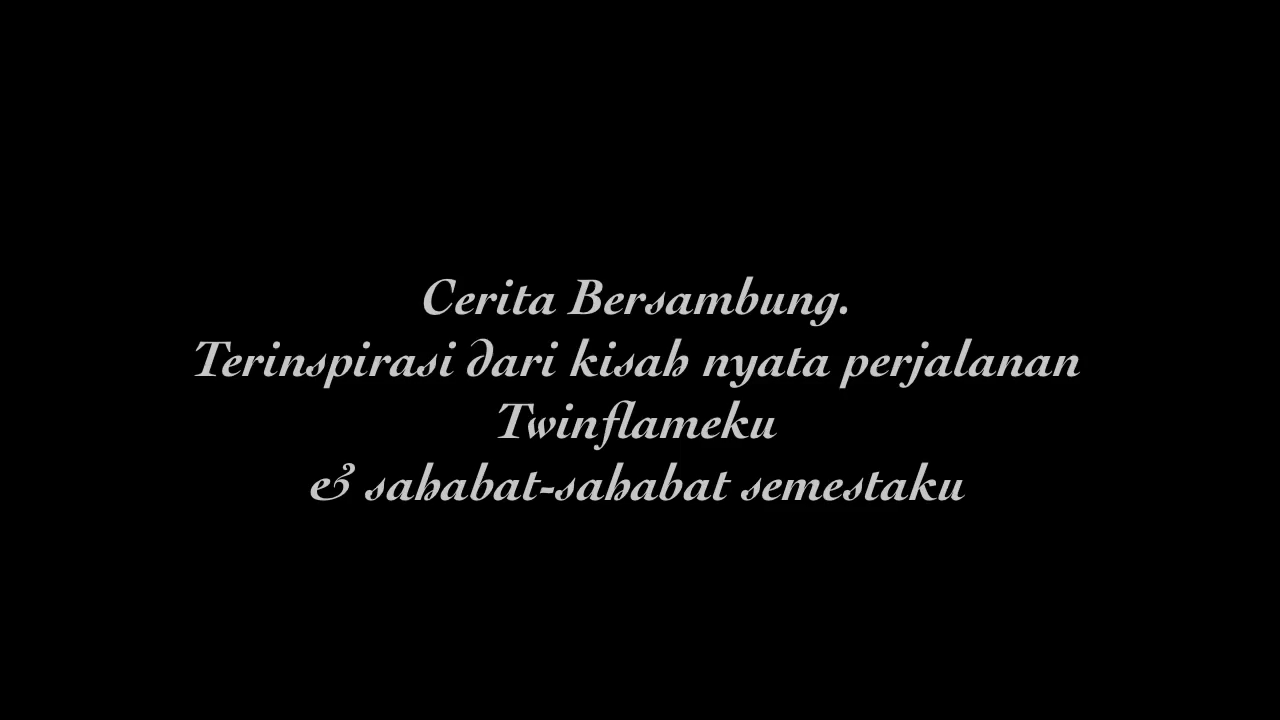 Cerita Bersambung.
Terinspirasi dari kisah nyata perjalanan
Twinflameku
& sahabat-sahabat semestaku